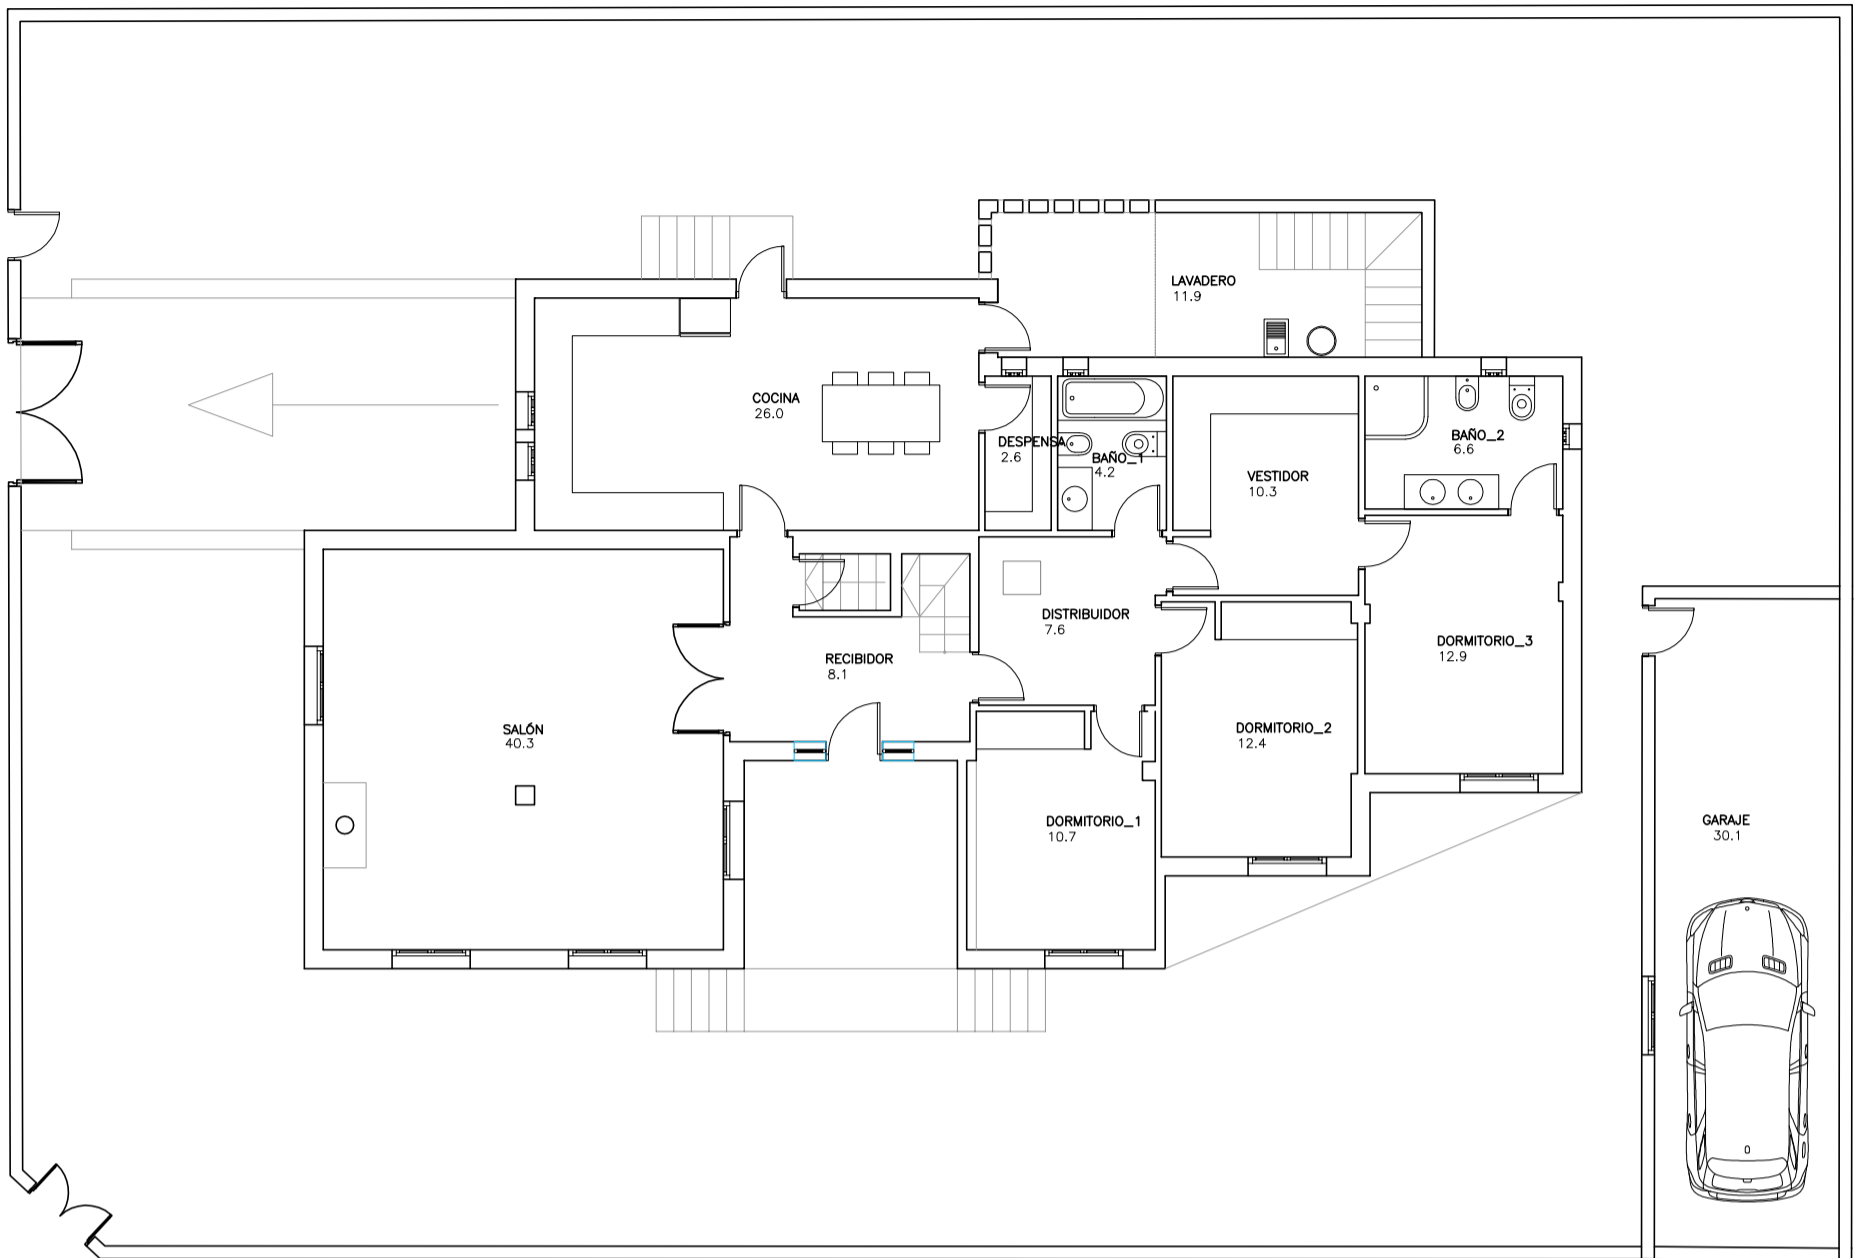 LAVADERO
11.9
COCINA
26.0
DESPENSA
2.6
BAÑO_1
4.2
VESTIDOR
10.3
BAÑO_2
6.6
DISTRIBUIDOR
7.6
RECIBIDOR
8.1
DORMITORIO_3
12.9
SALÓN
40.3
DORMITORIO_2
12.4
DORMITORIO_1
10.7
GARAJE
30.1